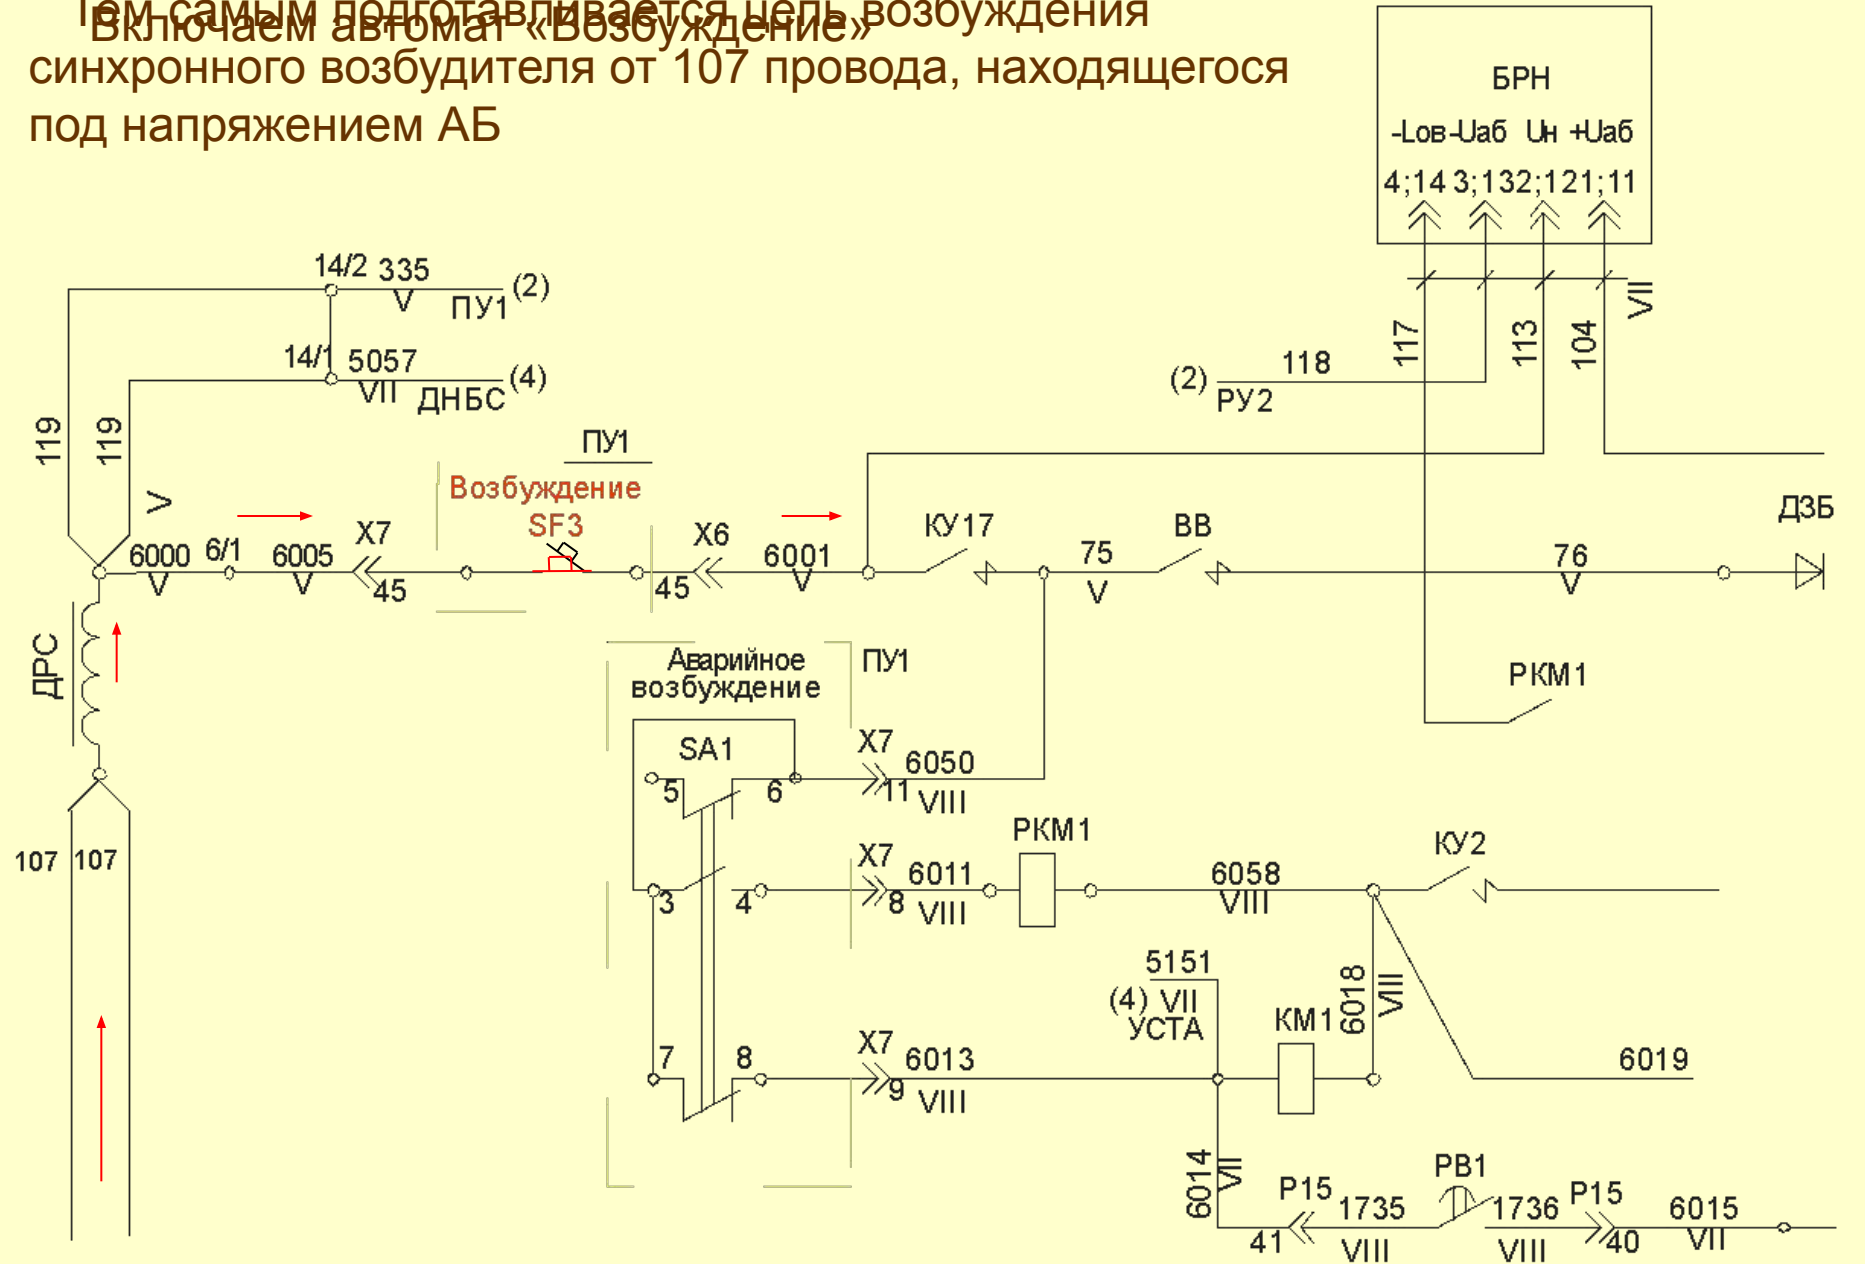 Тем самым подготавливается цепь возбуждения
Включаем автомат «Возбуждение»
синхронного возбудителя от 107 провода, находящегося
под напряжением АБ
БРН
-Lов -Uаб Uн +Uаб
4;14 3;13 2;12 1;11
14/2 335
V ПУ1 (2)
14/1 5057
VII ДНБС (4)
119
119
V
117
113
104
VII
118
(2) РУ2
ПУ1
Возбуждение
SF3
6000
V
6/1
6005
V
X7
45
X6
45
6001
V
КУ17
75
V
ВВ
76
V
ДЗБ
ДРС
РКМ1
Аварийное
возбуждение
ПУ1
SA1
5
6
X7
11
6050
VIII
107
107
3
4
X7
8
6011
VIII
РКМ1
6058
VIII
КУ2
5151
(4) VII
УСТА
6018
VIII
КМ1
7
8
X7
9
6013
VIII
6019
6014
VII
Р15
41
1735
VIII
РВ1
1736
VIII
Р15
40
6015
VII